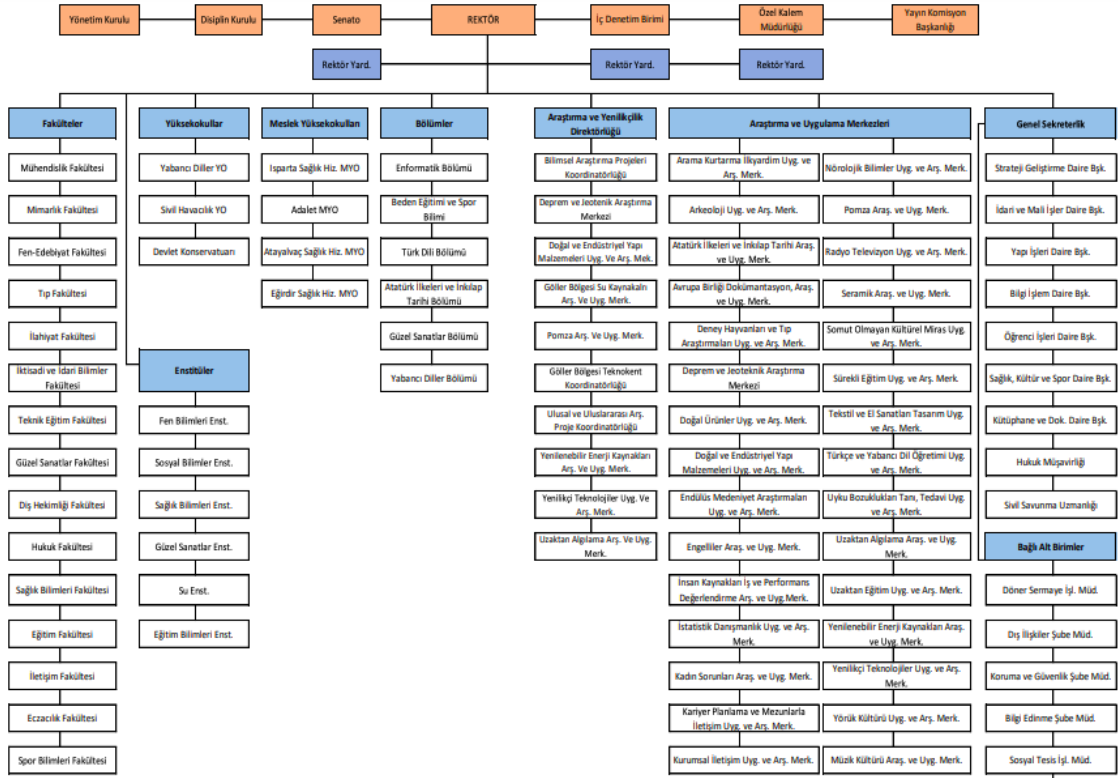 Yönetim Kurulu
Disiplin Kurulu
Senato
REKTÖR
İç Denetim Birimi
Özel Kalem
Müdürlüğü
Yayın Komisyon
Başkanlığı
Rektör Yard.
Rektör Yard.
Rektör Yard.
Fakülteler
Mühendislik Fakültesi
Mimarlık Fakültesi
Fen-Edebiyat Fakültesi
Tıp Fakültesi
İlahiyat Fakültesi
İktisadi ve İdari Bilimler
Fakültesi
Teknik Eğitim Fakültesi
Güzel Sanatlar Fakültesi
Diş Hekimliği Fakültesi
Hukuk Fakültesi
Sağlık Bilimleri Fakültesi
Eğitim Fakültesi
İletişim Fakültesi
Eczacılık Fakültesi
Spor Bilimleri Fakültesi
Yüksekokullar
Yabancı Diller YO
Sivil Havacılık YO
Devlet Konservatuarı
Enstitüler
Fen Bilimleri Enst.
Sosyal Bilimler Enst.
Sağlık Bilimleri Enst.
Güzel Sanatlar Enst.
Su Enst.
Eğitim Bilimleri Enst.
Meslek Yüksekokulları
Isparta Sağlık Hiz. MYO
Adalet MYO
Atayalvaç Sağlık Hiz. MYO
Eğirdir Sağlık Hiz. MYO
Bölümler
Enformatik Bölümü
Beden Eğitimi ve Spor
Bilimi
Türk Dili Bölümü
Atatürk İlkeleri ve İnkılap
Tarihi Bölümü
Güzel Sanatlar Bölümü
Yabancı Diller Bölümü
Araştırma ve Yenilikçilik
Direktörlüğü
Bilimsel Araştırma Projeleri
Koordinatörlüğü
Deprem ve Jeotenik Araştırma
Merkezi
Doğal ve Endüstriyel Yapı
Malzemeleri Uyg. Ve Arş. Mek.
Göller Bölgesi Su Kaynakaln
Arş. Ve Uyg. Merk.
Pomza Arş. Ve Uyg. Merk.
Göller Bölgesi Teknokent
Koordinatörlüğü
Ulusal ve Uluslararası Arş.
Proje Koordinatörlüğü
Yenilenebilir Enerji Kaynakları
Arş. Ve Uyg. Merk.
Yenilikçi Teknolojiler Uyg. Ve
Arş. Merk.
Uzaktan Algılama Arş. Ve Uyg.
Merk.
Araştırma ve Uygulama Merkezleri
Arama Kurtarma İlkyardım Uyg. ve
Arş. Merk.
Arkeoloji Uyg. ve Arş. Merk.
Atatürk İlkeleri ve İnkılap Tarihi Araş.
ve Uyg. Merk.
Avrupa Birliği Dokümantasyon, Araş.
ve Uyg. Merk.
Deney Hayvanları ve Tıp
Araştırmaları Uyg. ve Arş. Merk.
Deprem ve Jeoteknik Araştırma
Merkezi
Doğal Ürünler Uyg. ve Arş. Merk.
Doğal ve Endüstriyel Yapı
Malzemeleri Uyg. ve Arş. Merk.
Endülüs Medeniyet Araştırmaları
Uyg. ve Arş. Merk.
Engelliler Araş. ve Uyg. Merk.
İnsan Kaynakları İş ve Performans
Değerlendirme Arş. ve Uyg.Merk.
İstatistik Danışmanlık Uyg. ve Arş.
Merk.
Kadın Sorunları Araş. ve Uyg. Merk.
Kariyer Planlama ve Mezunlarla
İletişim Uyg. ve Arş. Merk.
Kurumsal İletişim Uyg. ve Arş. Merk.
Nörolojik Bilimler Uyg. ve Arş. Merk.
Pomza Araş. ve Uyg. Merk.
Radyo Televizyon Uyg. ve Arş. Merk.
Seramik Araş. ve Uyg. Merk.
Somut Olmayan Kültürel Miras Uyg.
ve Arş. Merk.
Sürekli Eğitim Uyg. ve Arş. Merk.
Tekstil ve El Sanatları Tasarım Uyg.
ve Arş. Merk.
Türkçe ve Yabancı Dil Öğretimi Uyg.
ve Arş. Merk.
Uyku Bozuklukları Tanı, Tedavi Uyg.
ve Arş. Merk.
Uzaktan Algılama Araş. ve Uyg.
Merk.
Uzaktan Eğitim Uyg. ve Arş. Merk.
Yenilenebilir Enerji Kaynakları Araş.
ve Uyg. Merk.
Yenilikçi Teknolojiler Uyg. ve Arş.
Merk.
Yörük Kültürü Uyg. ve Arş. Merk.
Müzik Kültürü Araş. ve Uyg. Merk.
Genel Sekreterlik
Strateji Geliştirme Daire Bşk.
İdari ve Mali İşler Daire Bşk.
Yapı İşleri Daire Bşk.
Bilgi İşlem Daire Bşk.
Öğrenci İşleri Daire Bşk.
Sağlık, Kültür ve Spor Daire Bşk.
Kütüphane ve Dok. Daire Bşk.
Hukuk Müşavirliği
Sivil Savunma Uzmanlığı
Bağlı Alt Birimler
Döner Sermaye İşl. Müd.
Dış İlişkiler Şube Müd.
Koruma ve Güvenlik Şube Müd.
Bilgi Edinme Şube Müd.
Sosyal Tesis İşl. Müd.